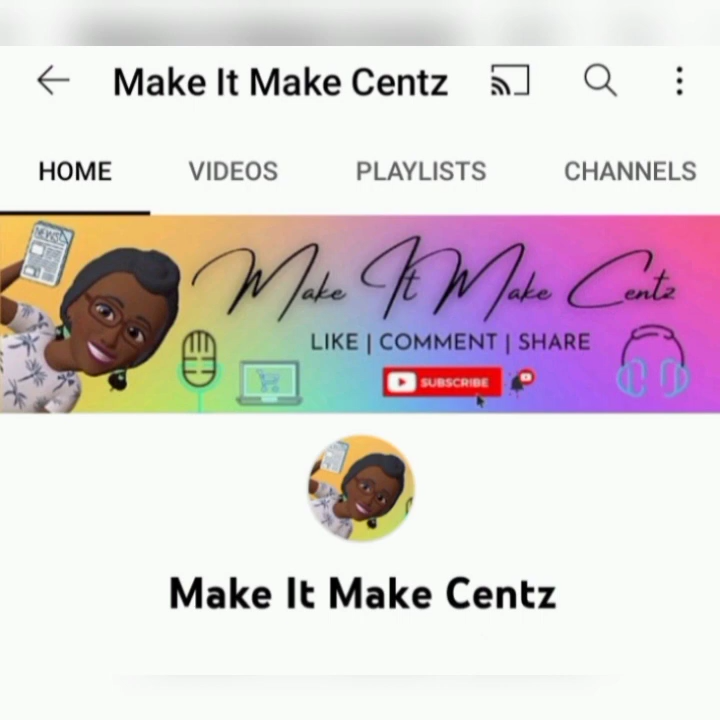 Make It Make Centz
HOME VIDEOS PLAYLISTS CHANNELS
NEWS
Make It Make Centz
LIKE | COMMENT | SHARE
SUBSCRIBE
Make It Make Centz